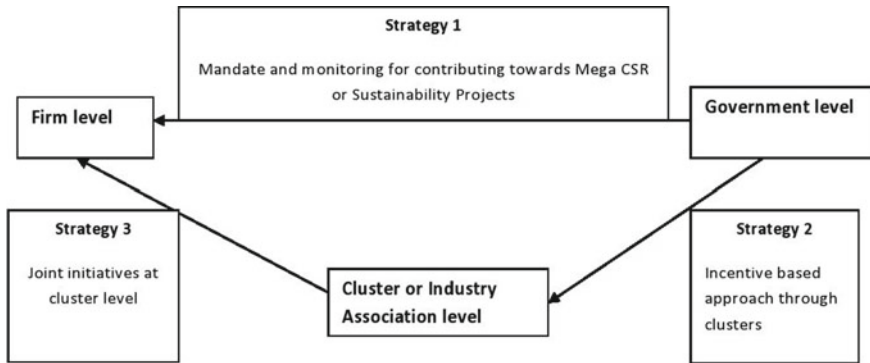 Strategy 1
Mandate and monitoring for contributing towards Mega CSR
or Sustainability Projects
Firm level
Government level
Strategy 3
Joint initiatives at
cluster level
Cluster or Industry
Association level
Strategy 2
Incentive based
approach through
clusters